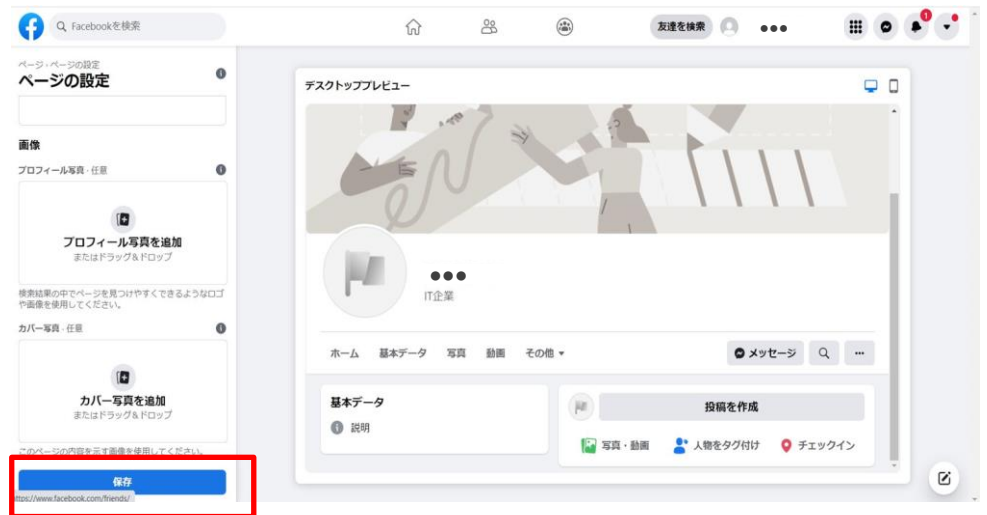 Facebookを検索
友達を検索
●●●
1
ページ・ページの設定
ページの設定
画像
プロフィール写真・任意
プロフィール写真を追加
またはドラッグ&ドロップ
検索結果の中でページを見つけやすくできるようなロゴ
や画像を使用してください。
カバー写真・任意
カバー写真を追加
またはドラッグ&ドロップ
このページの内容を示す画像を使用してください。
保存
https://www.facebook.com/friends/
デスクトッププレビュー
●●●
IT企業
ホーム 基本データ 写真 動画 その他
メッセージ
基本データ
説明
投稿を作成
写真・動画 人物をタグ付け チェックイン